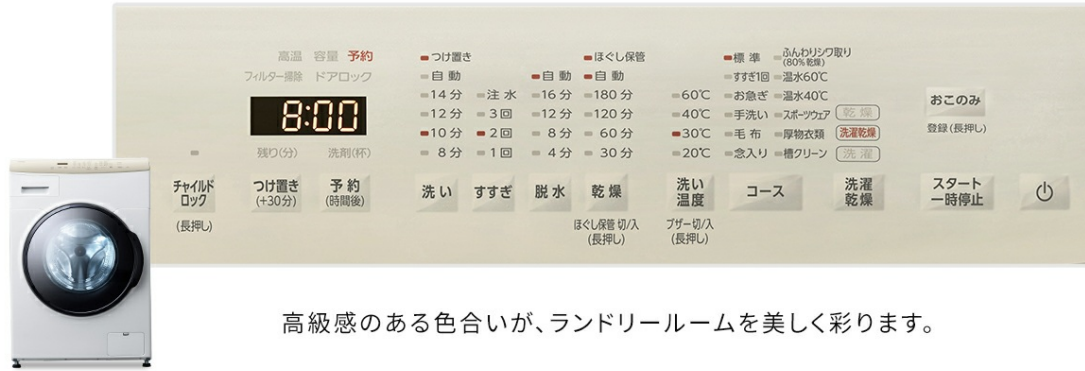 高温 容量 予約
フィルター掃除 ドアロック
8:00
残り(分) 洗剤(杯)
チャイルド
ロック
(長押し)
つけ置き
(+30分)
予約
(時間後)
つけ置き
自動
14分
12分
10分
8分
洗い
注水
3回
2回
1回
すすぎ
自動
16分
12分
8分
4分
脱水
ほぐし保管
自動
180分
120分
60分
30分
乾燥
ほぐし保管 切/入
(長押し)
60℃
40℃
30℃
20℃
洗い
温度
ブザー切/入
(長押し)
標準
すすぎ1回
お急ぎ
手洗い
毛布
念入り
ふんわりシワ取り
(80%乾燥)
温水60℃
温水40℃
スポーツウェア
厚物衣類
槽クリーン
コース
乾燥
洗濯乾燥
洗濯
洗濯
乾燥
おこのみ
登録(長押し)
スタート
一時停止
高級感のある色合いが、ランドリールームを美しく彩ります。